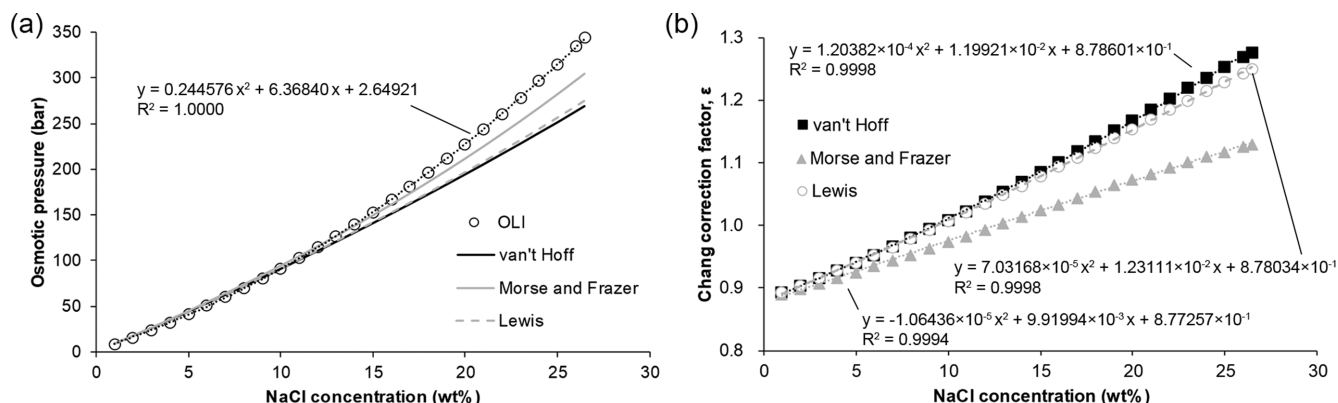 (a)
350
300
250
200
150
100
50
0
Osmotic pressure (bar)
y = 0.244576 x² + 6.36840 x + 2.64921
R² = 1.0000
OLI
van't Hoff
Morse and Frazer
Lewis
0 5 10 15 20 25 30
NaCl concentration (wt%)
(b)
1.3
1.2
1.1
1.0
0.9
0.8
Chang correction factor, ε
y = 1.20382×10⁻⁴ x² + 1.19921×10⁻² x + 8.78601×10⁻¹
R² = 0.9998
van't Hoff
Morse and Frazer
Lewis
y = 7.03168×10⁻⁵ x² + 1.23111×10⁻² x + 8.78034×10⁻¹
R² = 0.9998
y = -1.06436×10⁻⁵ x² + 9.91994×10⁻³ x + 8.77257×10⁻¹
R² = 0.9994
0 5 10 15 20 25 30
NaCl concentration (wt%)